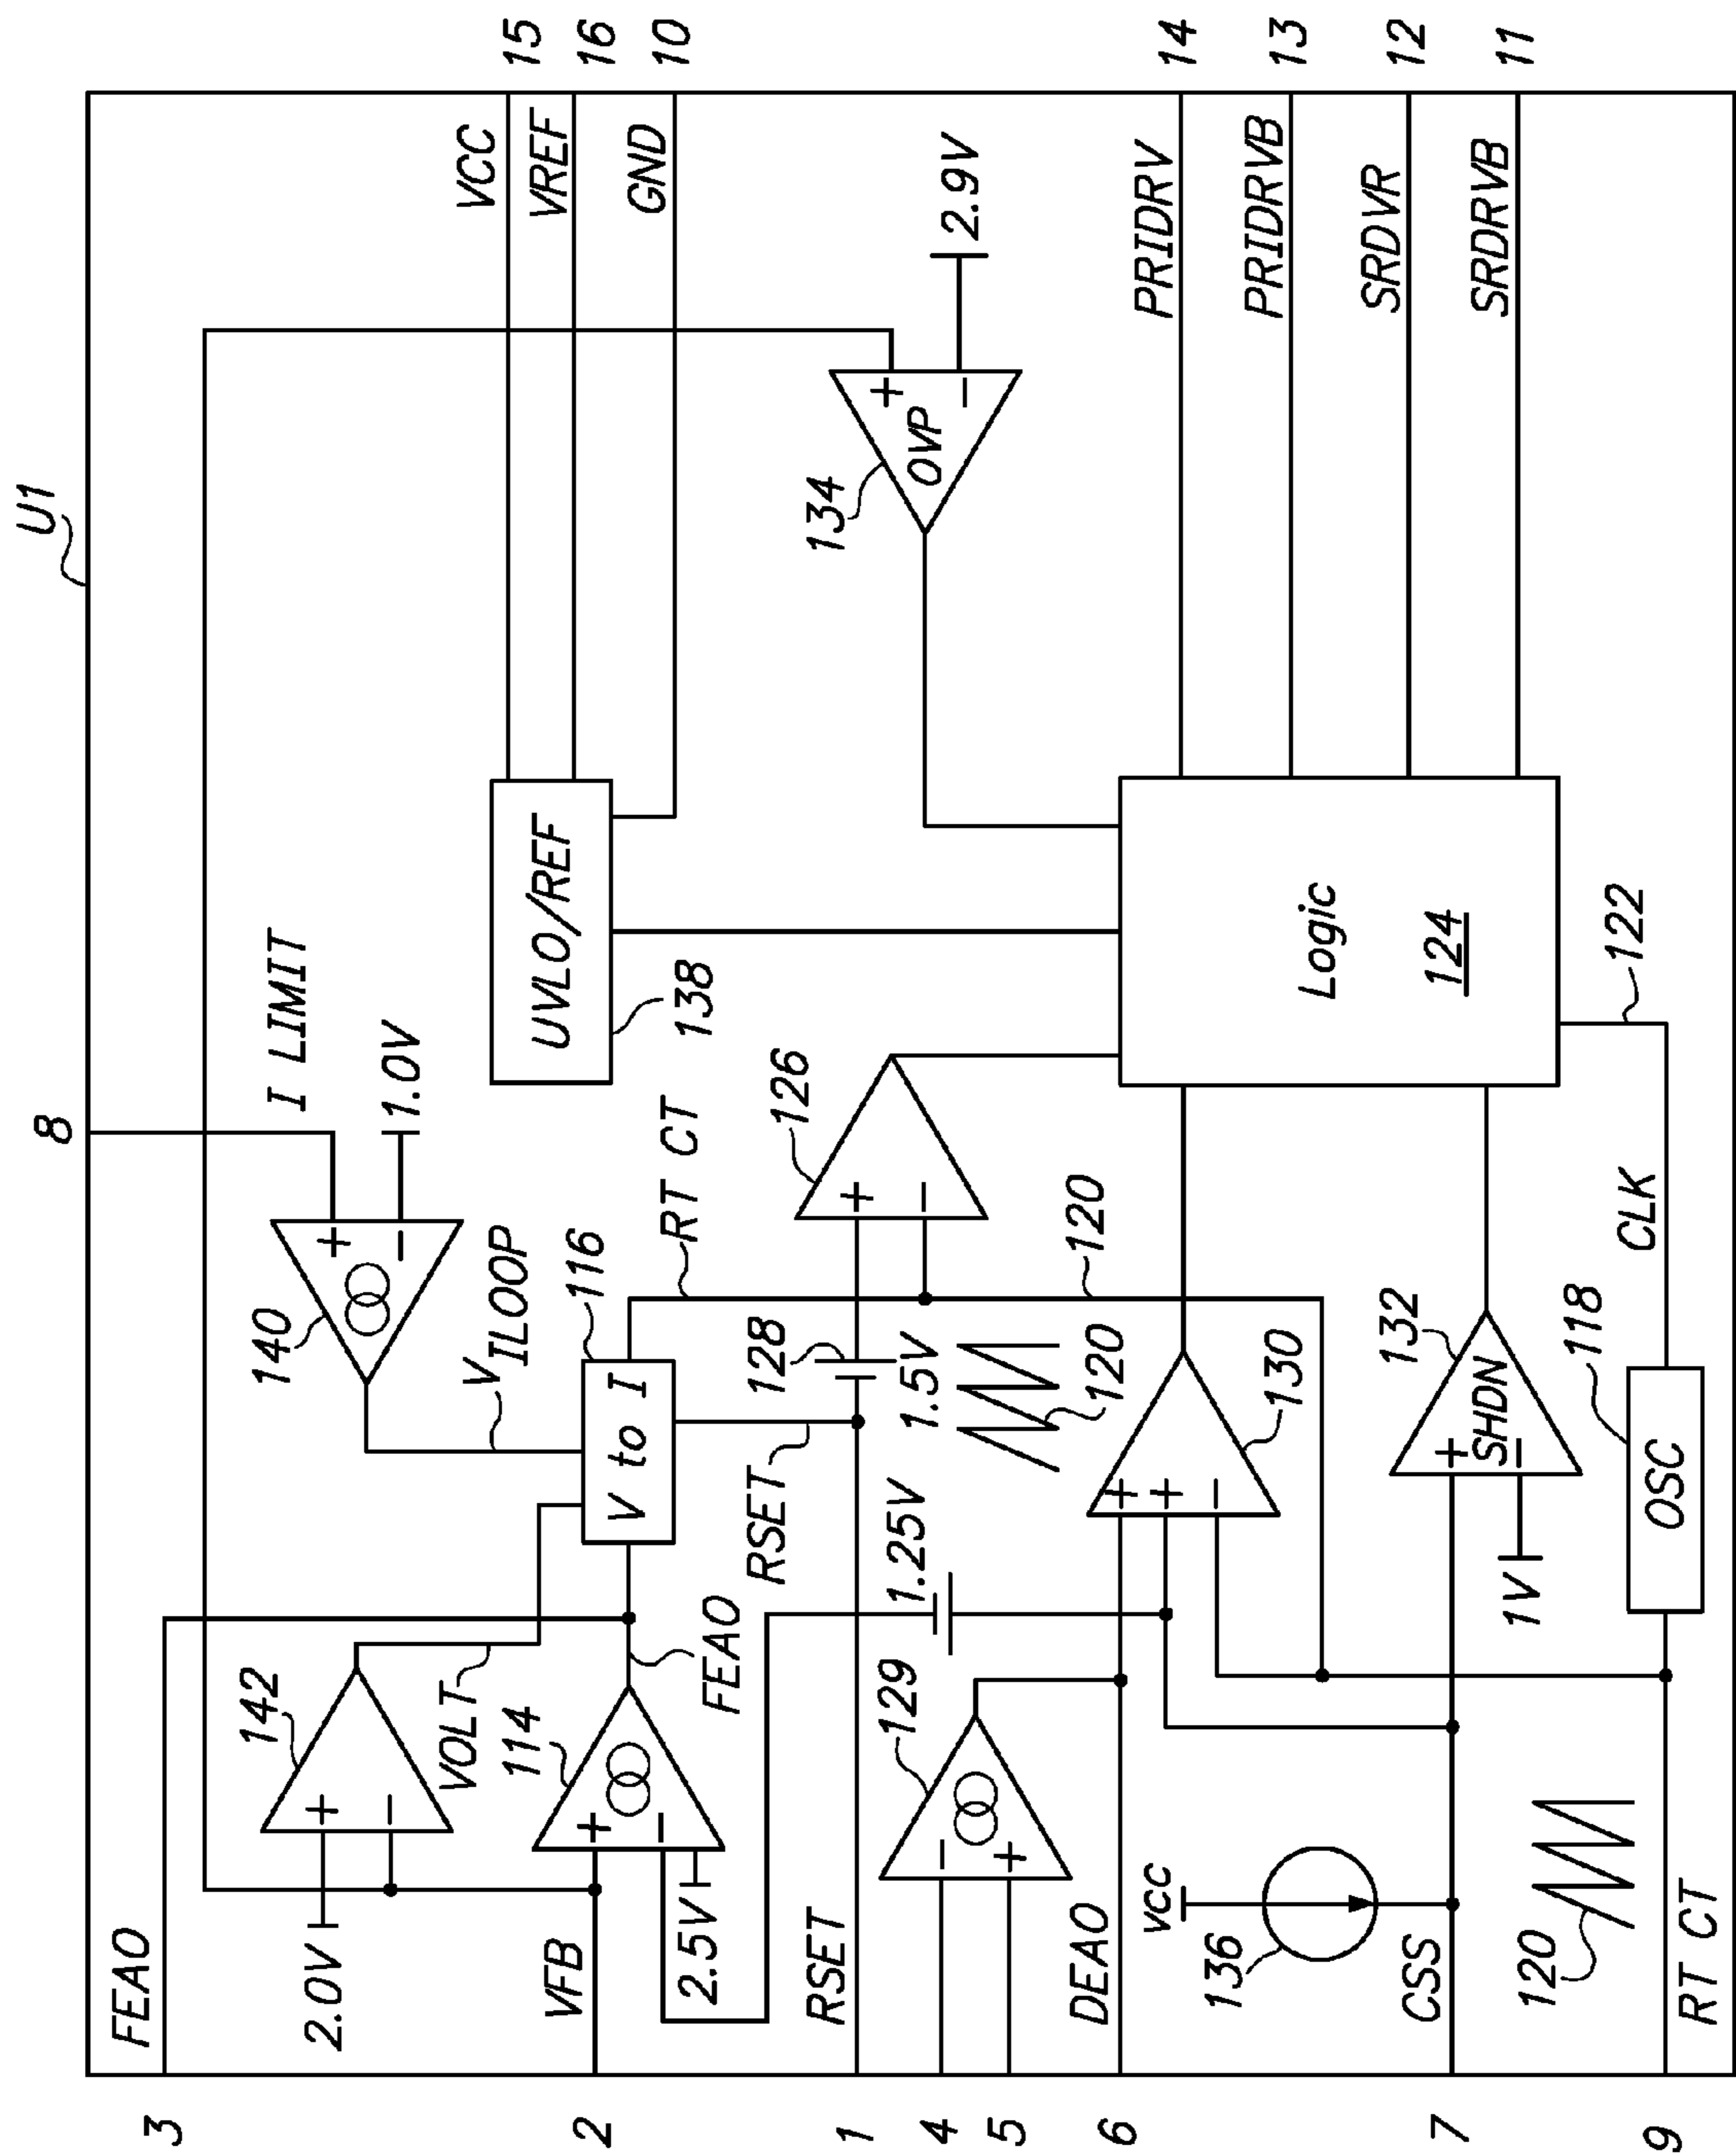 U1
8
3
2
1
4
5
6
7
9
15
16
10
14
13
12
11
FEAO
2.0V
142
VOLT
140
I LIMIT
+
-
1.0V
V ILOOP
VCC
VREF
GND
UVLO/REF
138
VFB
114
2.5V
FEAO
V to I
116
RT CT
RSET
RSET
128
1.5V
126
134
OVP
2.9V
129
1.25V
120
120
DEAO
130
vcc
136
CSS
132
SHDN
1V
120
RT CT
OSC
118
CLK
122
Logic
124
PRIDRV
PRIDRVB
SRDVR
SRDRVB